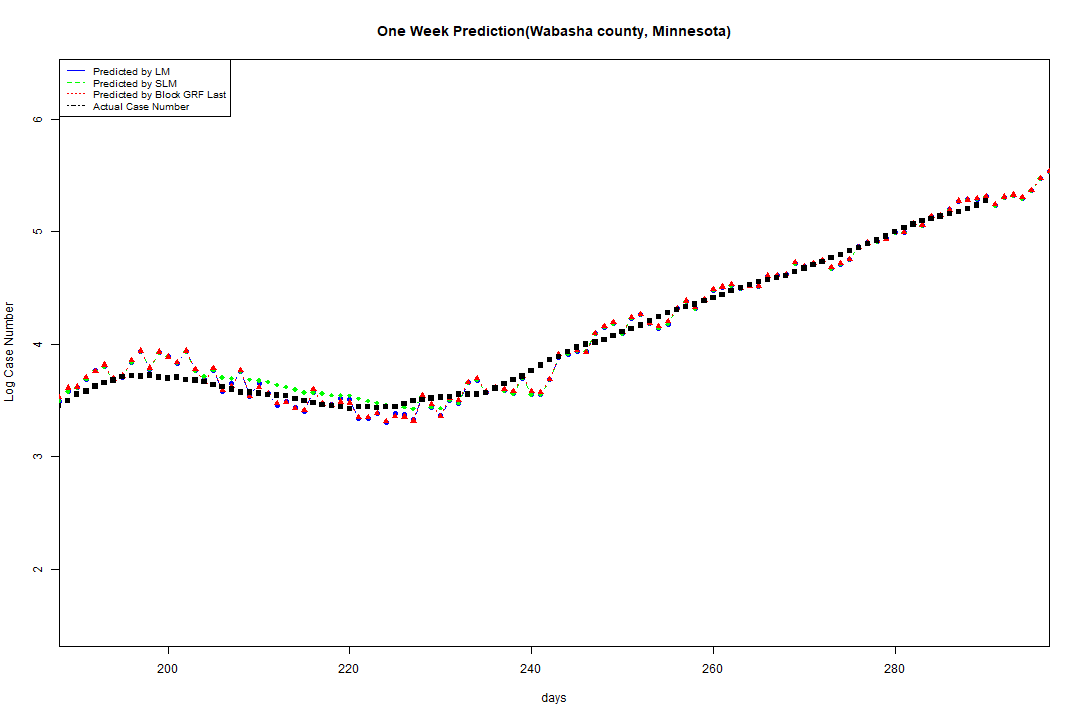 One Week Prediction(Wabasha county, Minnesota)
Predicted by LM
Predicted by SLM
Predicted by Block GRF Last
Actual Case Number
Log Case Number
6
5
4
3
2
200
220
240
260
280
days